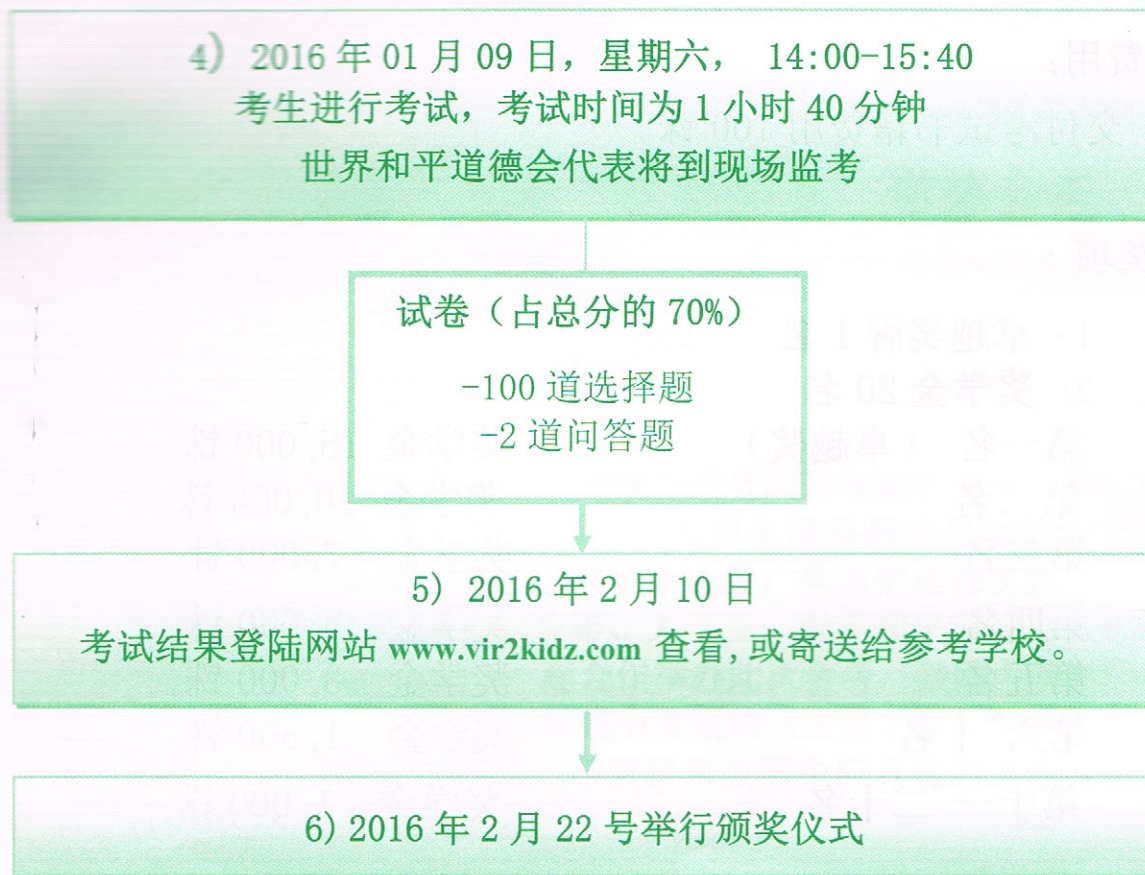 4) 2016 年 01 月 09 日，星期六， 14:00-15:40
考生进行考试，考试时间为 1 小时 40 分钟
世界和平道德会代表将到现场监考
试卷（占总分的 70%）
-100 道选择题
-2 道问答题
5) 2016 年 2 月 10 日
考试结果登陆网站 www.vir2kidz.com 查看,或寄送给参考学校。
6) 2016 年 2 月 22 号举行颁奖仪式